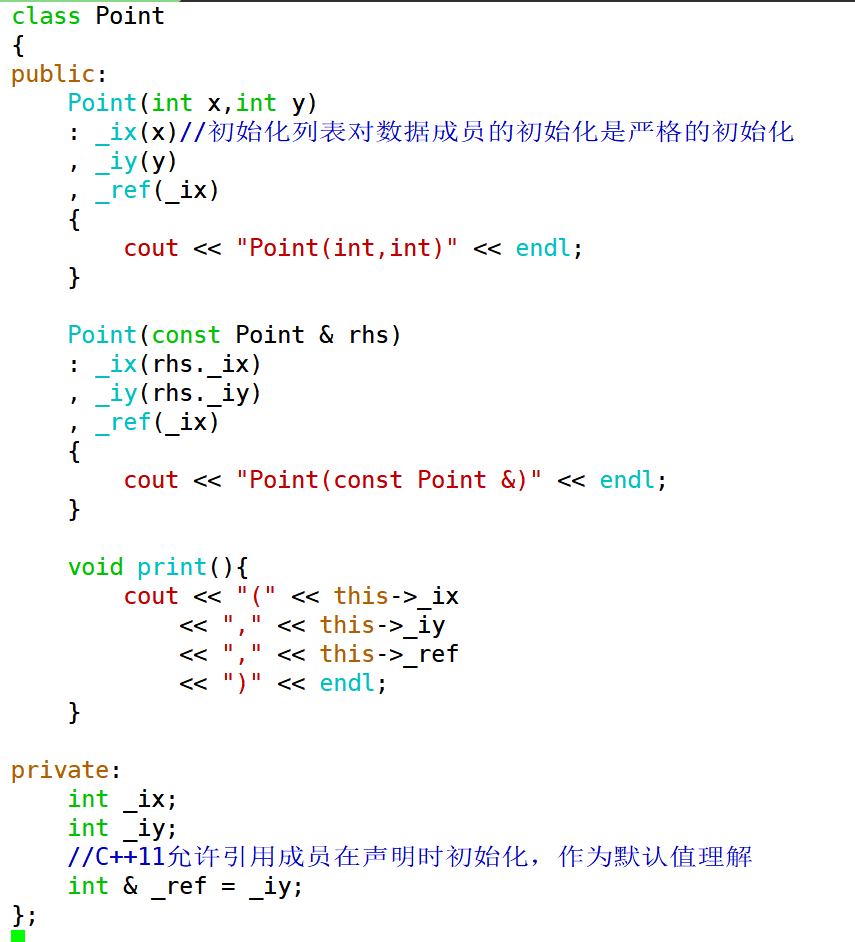 class Point
{
public:
    Point(int x,int y)
    : _ix(x)//初始化列表对数据成员的初始化是严格的初始化
    , _iy(y)
    , _ref(_ix)
    {
        cout << "Point(int,int)" << endl;
    }

    Point(const Point & rhs)
    : _ix(rhs._ix)
    , _iy(rhs._iy)
    , _ref(_ix)
    {
        cout << "Point(const Point &)" << endl;
    }

    void print(){
        cout << "(" << this->_ix
            << "," << this->_iy
            << "," << this->_ref
            << ")" << endl;
    }

private:
    int _ix;
    int _iy;
    //C++11允许引用成员在声明时初始化，作为默认值理解
    int & _ref = _iy;
};